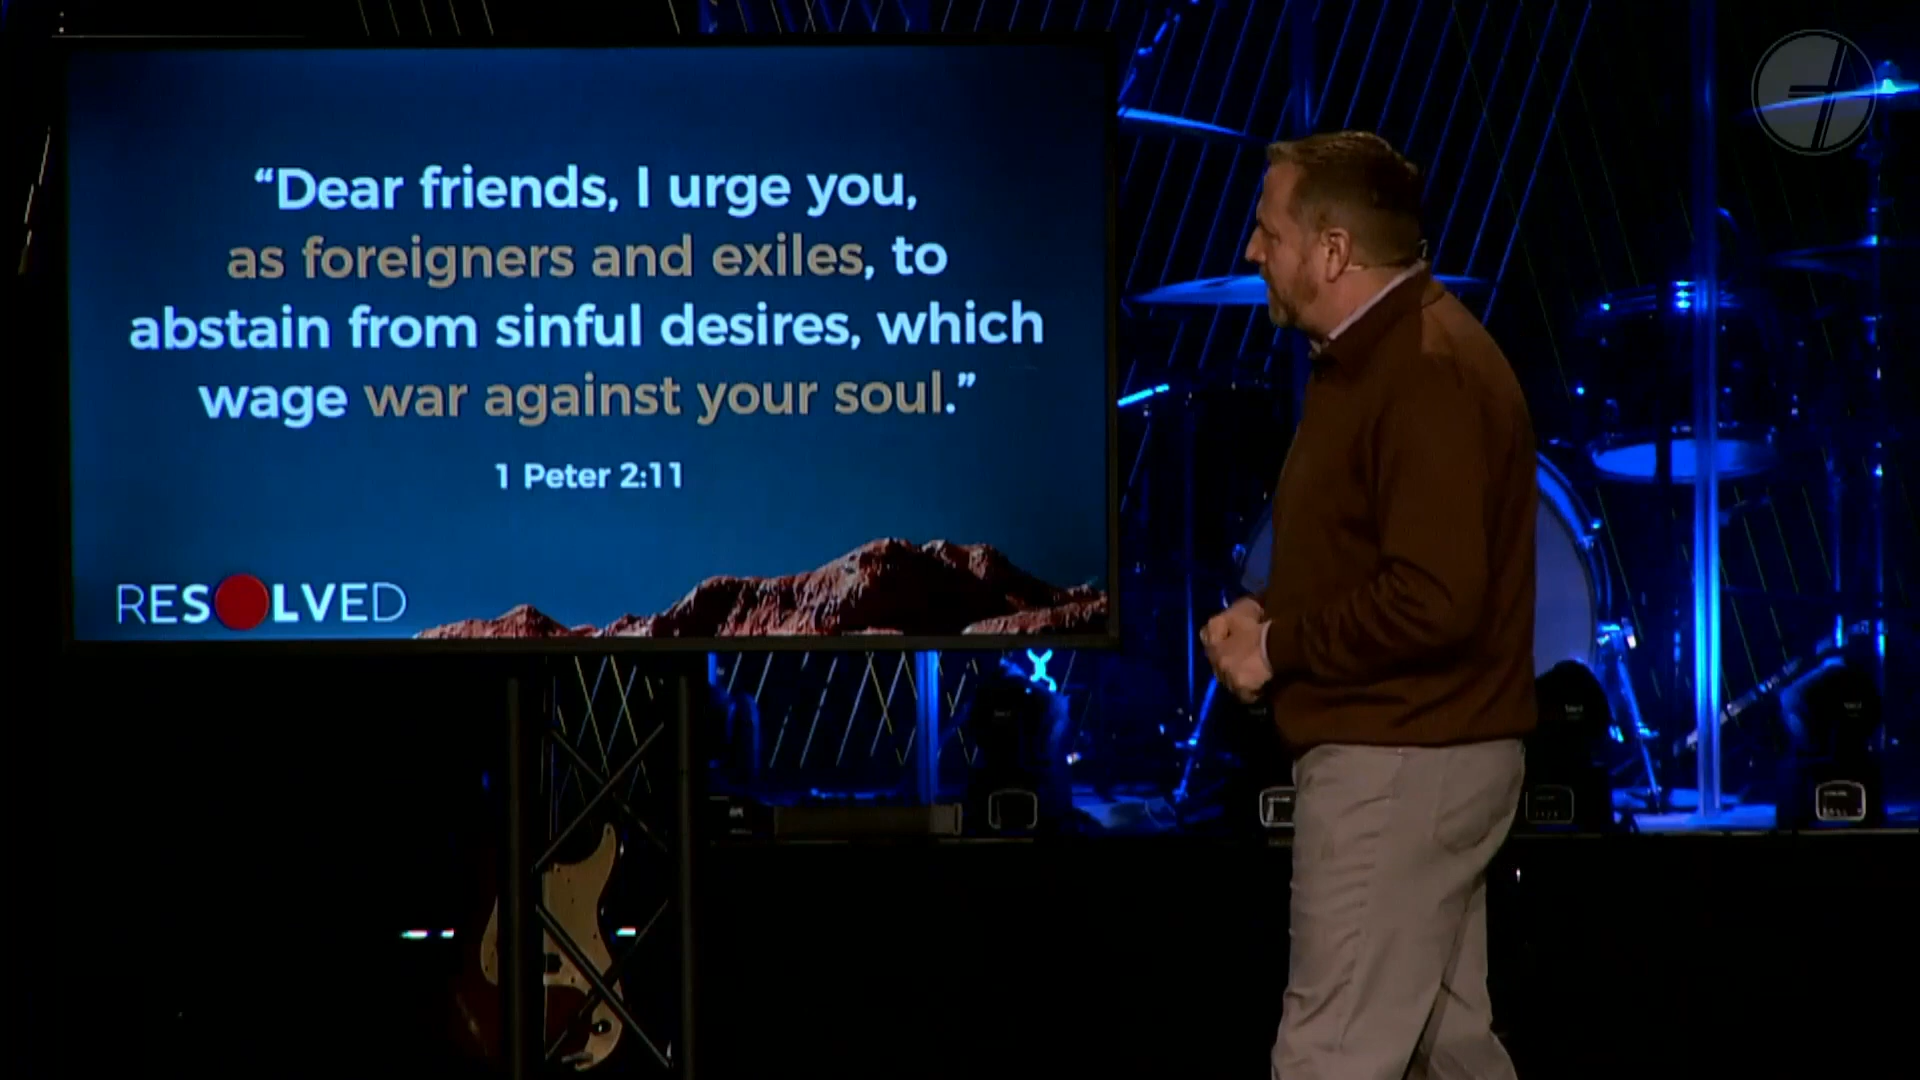 “Dear friends, I urge you,
as foreigners and exiles, to
abstain from sinful desires, which
wage war against your soul.”
1 Peter 2:11
RESOLVED